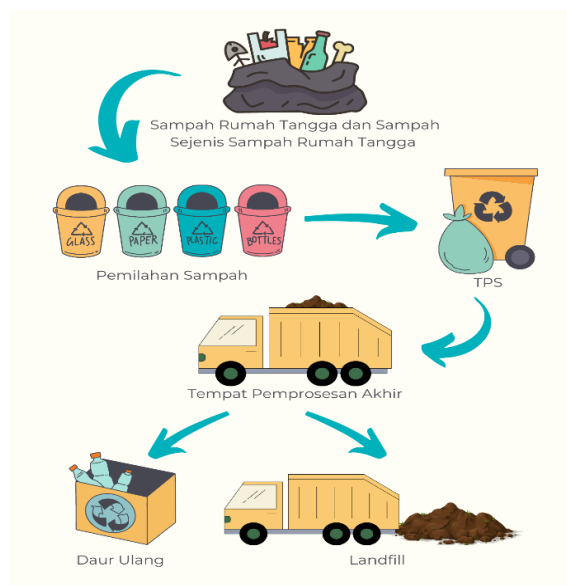 Sampah Rumah Tangga dan Sampah
Sejenis Sampah Rumah Tangga
GLASS
PAPER
PLASTIC
BOTTLES
Pemilahan Sampah
TPS
Tempat Pemprosesan Akhir
Daur Ulang
Landfill